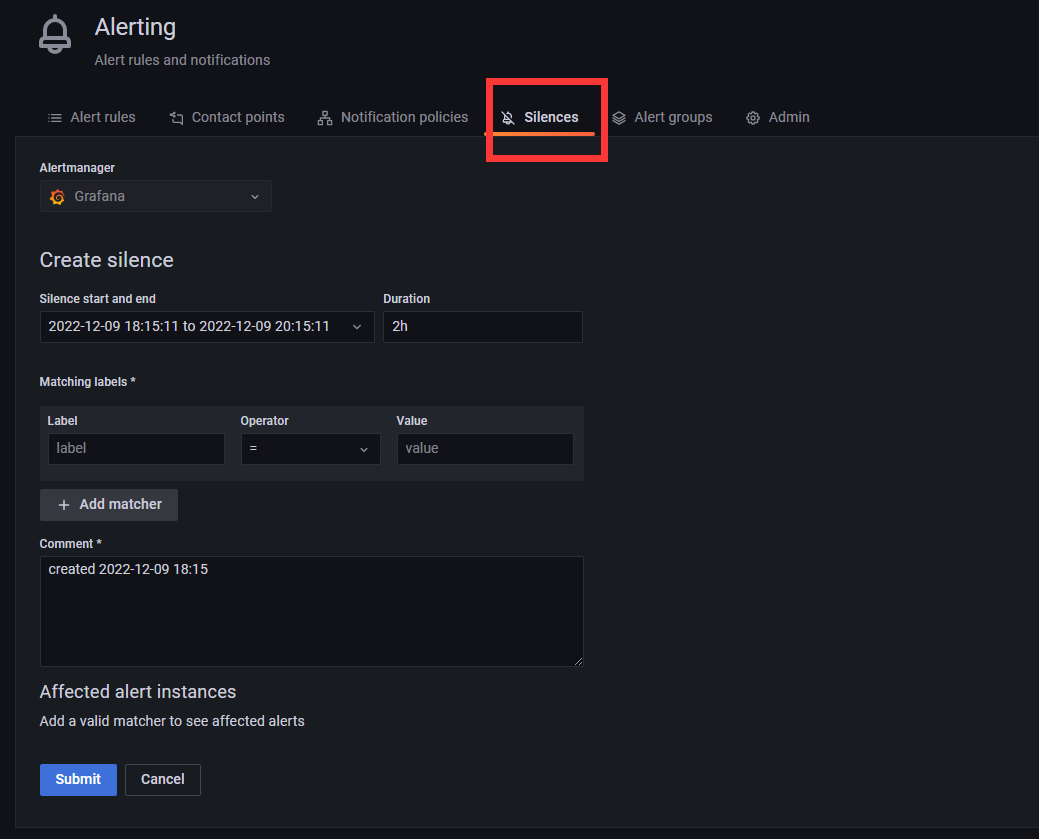 Alerting
Alert rules and notifications
Alert rules Contact points Notification policies Silences Alert groups Admin
Alertmanager
Grafana
Create silence
Silence start and end Duration
2022-12-09 18:15:11 to 2022-12-09 20:15:11 2h
Matching labels *
Label Operator Value
label = value
+ Add matcher
Comment *
created 2022-12-09 18:15
Affected alert instances
Add a valid matcher to see affected alerts
Submit Cancel